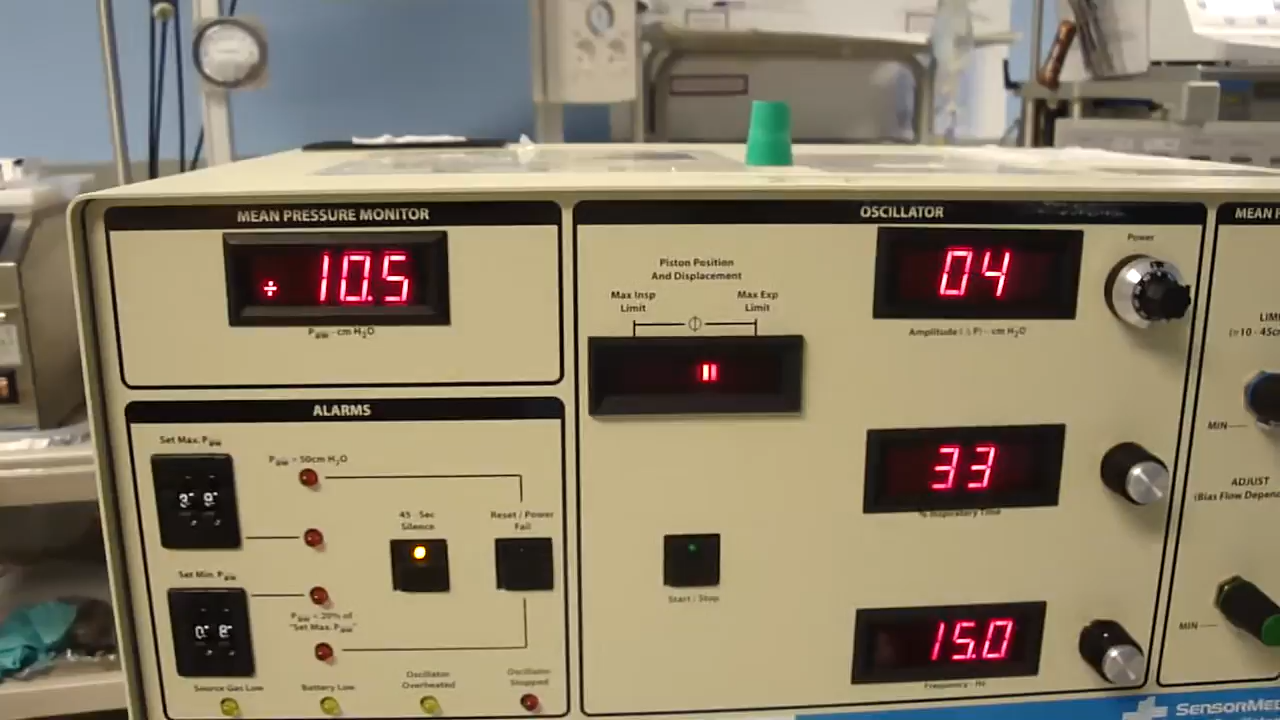 MEAN PRESSURE MONITOR
÷ 10.5
Paw - cm H2O
ALARMS
Set Max. Paw
39
Paw > 50cm H2O
45 - Sec
Silence
Reset / Power
Fail
Set Min. Paw
08
Paw < 20% of
"Set Max. Paw"
Source Gas Low
Battery Low
Oscillator
Overheated
Oscillator
Stopped
OSCILLATOR
Piston Position
And Displacement
Max Insp
Limit
Max Exp
Limit
Start / Stop
04
Power
Amplitude (Δ P) - cm H2O
33
% Inspiratory Time
15.0
Frequency - Hz
MEAN
MIN
ADJUST
MIN